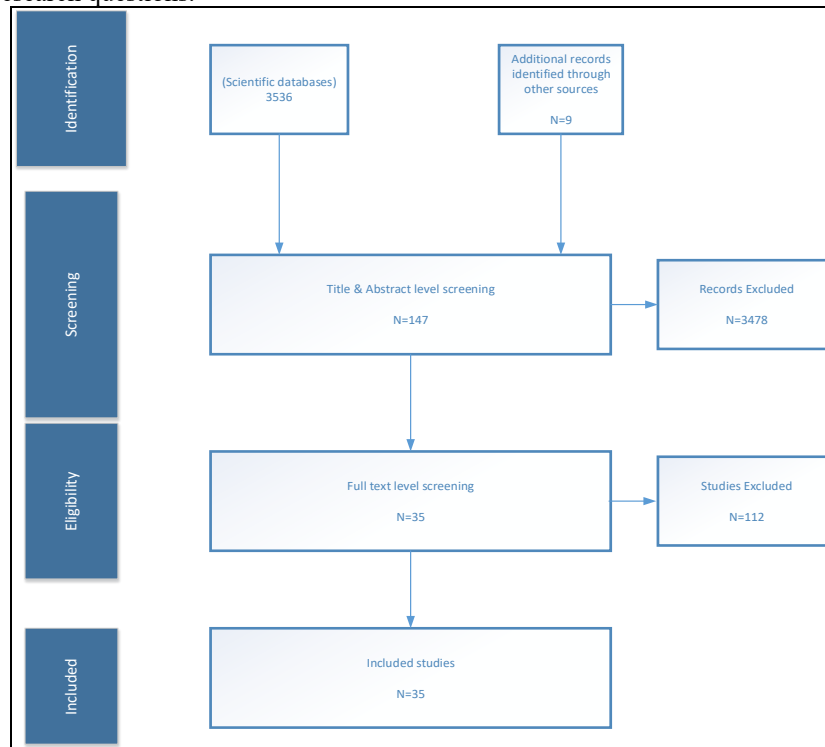 Identification
(Scientific databases)
3536
Additional records
identified through
other sources
N=9
Screening
Title & Abstract level screening
N=147
Records Excluded
N=3478
Eligibility
Full text level screening
N=35
Studies Excluded
N=112
Included
Included studies
N=35